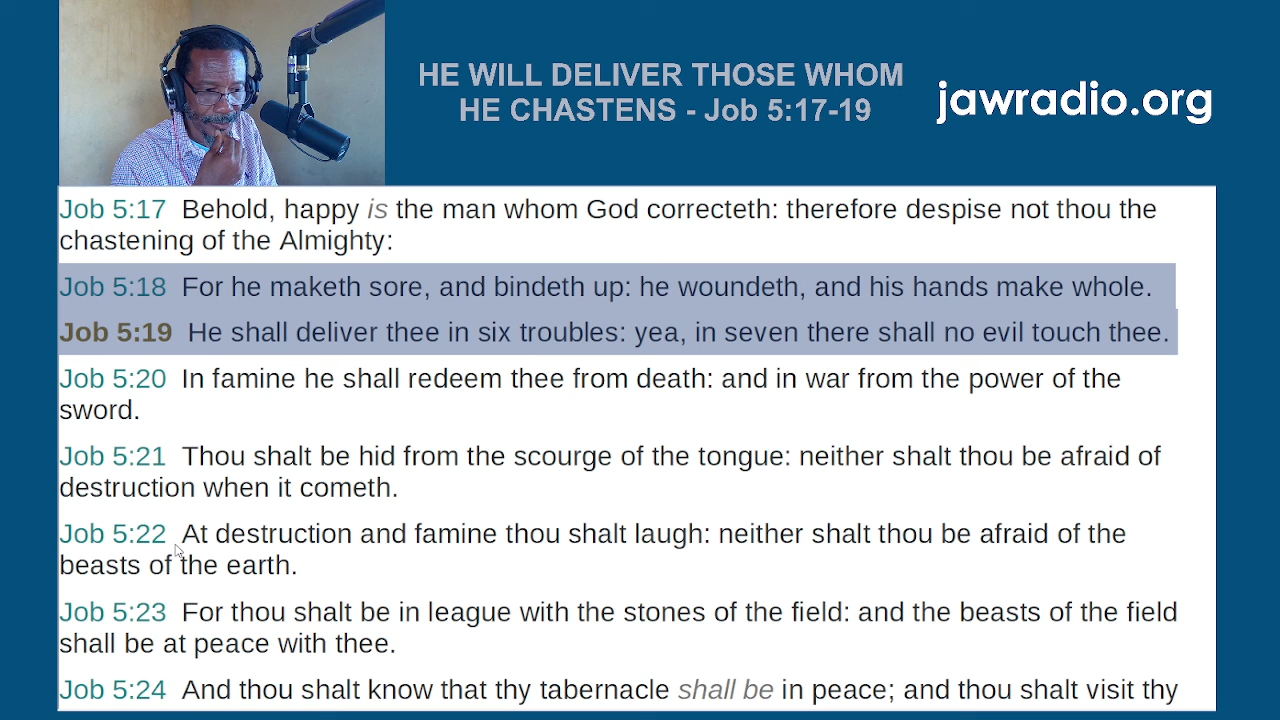 HE WILL DELIVER THOSE WHOM
HE CHASTENS - Job 5:17-19
jawradio.org
Job 5:17 Behold, happy is the man whom God correcteth: therefore despise not thou the
chastening of the Almighty:
Job 5:18 For he maketh sore, and bindeth up: he woundeth, and his hands make whole.
Job 5:19 He shall deliver thee in six troubles: yea, in seven there shall no evil touch thee.
Job 5:20 In famine he shall redeem thee from death: and in war from the power of the
sword.
Job 5:21 Thou shalt be hid from the scourge of the tongue: neither shalt thou be afraid of
destruction when it cometh.
Job 5:22 At destruction and famine thou shalt laugh: neither shalt thou be afraid of the
beasts of the earth.
Job 5:23 For thou shalt be in league with the stones of the field: and the beasts of the field
shall be at peace with thee.
Job 5:24 And thou shalt know that thy tabernacle shall be in peace; and thou shalt visit thy